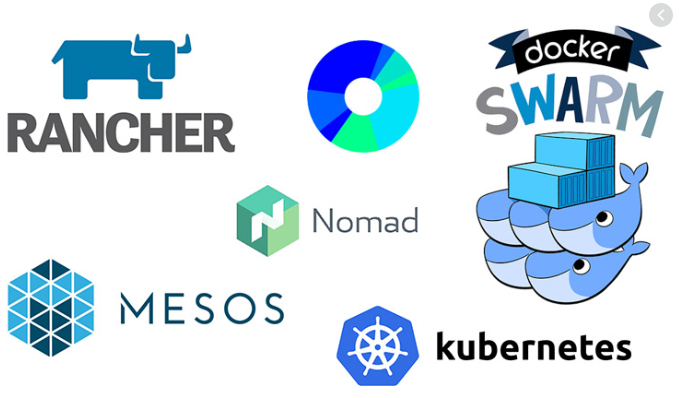 RANCHER
docker
SWARM
Nomad
MESOS
kubernetes